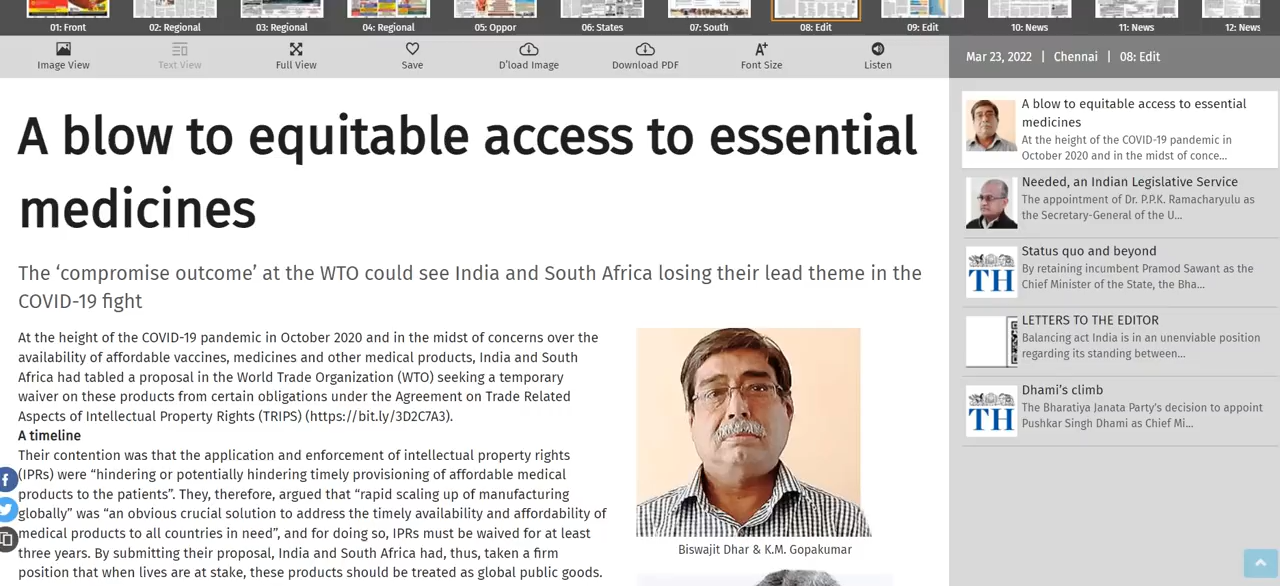 01: Front
02: Regional
03: Regional
04: Regional
05: Oppor
06: States
07: South
08: Edit
09: Edit
10: News
11: News
12: News
Image View
Text View
Full View
Save
D'load Image
Download PDF
Font Size
Listen
Mar 23, 2022 | Chennai | 08: Edit
A blow to equitable access to essential
medicines
The ‘compromise outcome’ at the WTO could see India and South Africa losing their lead theme in the
COVID-19 fight
At the height of the COVID-19 pandemic in October 2020 and in the midst of concerns over the
availability of affordable vaccines, medicines and other medical products, India and South
Africa had tabled a proposal in the World Trade Organization (WTO) seeking a temporary
waiver on these products from certain obligations under the Agreement on Trade Related
Aspects of Intellectual Property Rights (TRIPS) (https://bit.ly/3D2C7A3).
A timeline
Their contention was that the application and enforcement of intellectual property rights
(IPRs) were “hindering or potentially hindering timely provisioning of affordable medical
products to the patients”. They, therefore, argued that “rapid scaling up of manufacturing
globally” was “an obvious crucial solution to address the timely availability and affordability of
medical products to all countries in need”, and for doing so, IPRs must be waived for at least
three years. By submitting their proposal, India and South Africa had, thus, taken a firm
position that when lives are at stake, these products should be treated as global public goods.
Biswajit Dhar & K.M. Gopakumar
A blow to equitable access to essential
medicines
At the height of the COVID-19 pandemic in
October 2020 and in the midst of conce...
Needed, an Indian Legislative Service
The appointment of Dr. P.P.K. Ramacharyulu as
the Secretary-General of the U...
TH
Status quo and beyond
By retaining incumbent Pramod Sawant as the
Chief Minister of the State, the Bha...
LETTERS TO THE EDITOR
Balancing act India is in an unenviable position
regarding its standing between...
TH
Dhami’s climb
The Bharatiya Janata Party’s decision to appoint
Pushkar Singh Dhami as Chief Mi...